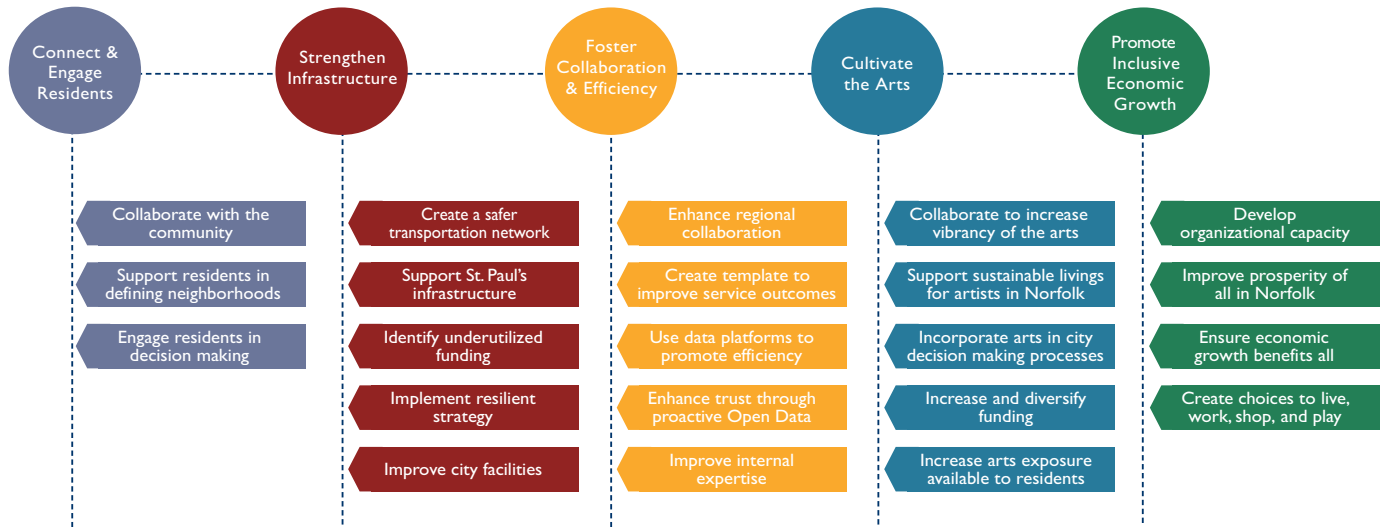 Connect &
Engage
Residents
Strengthen
Infrastructure
Foster
Collaboration
& Efficiency
Cultivate
the Arts
Promote
Inclusive
Economic
Growth
Collaborate with the
community
Support residents in
defining neighborhoods
Engage residents in
decision making
Create a safer
transportation network
Support St. Paul's
infrastructure
Identify underutilized
funding
Implement resilient
strategy
Improve city facilities
Enhance regional
collaboration
Create template to
improve service outcomes
Use data platforms to
promote efficiency
Enhance trust through
proactive Open Data
Improve internal
expertise
Collaborate to increase
vibrancy of the arts
Support sustainable livings
for artists in Norfolk
Incorporate arts in city
decision making processes
Increase and diversify
funding
Increase arts exposure
available to residents
Develop
organizational capacity
Improve prosperity of
all in Norfolk
Ensure economic
growth benefits all
Create choices to live,
work, shop, and play